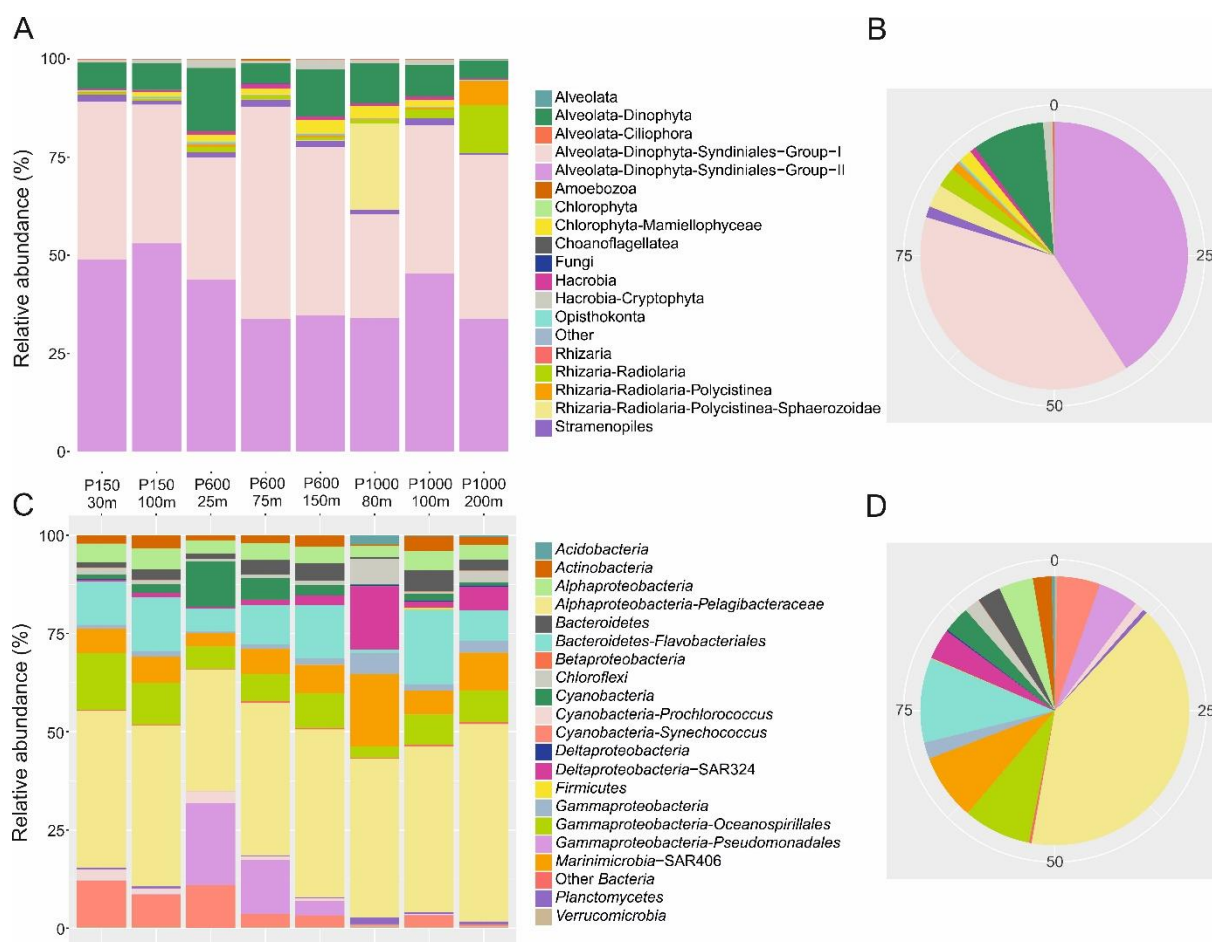 A
B
Relative abundance (%)
100
75
50
25
0
Alveolata
Alveolata-Dinophyta
Alveolata-Ciliophora
Alveolata-Dinophyta-Syndiniales-Group-I
Alveolata-Dinophyta-Syndiniales-Group-II
Amoebozoa
Chlorophyta
Chlorophyta-Mamiellophyceae
Choanoflagellatea
Fungi
Hacrobia
Hacrobia-Cryptophyta
Opisthokonta
Other
Rhizaria
Rhizaria-Radiolaria
Rhizaria-Radiolaria-Polycistinea
Rhizaria-Radiolaria-Polycistinea-Sphaerozoidae
Stramenopiles
0
25
50
75
P150 P150 P600 P600 P600 P1000 P1000 P1000
30m 100m 25m 75m 150m 80m 100m 200m
C
D
Relative abundance (%)
100
75
50
25
0
Acidobacteria
Actinobacteria
Alphaproteobacteria
Alphaproteobacteria-Pelagibacteraceae
Bacteroidetes
Bacteroidetes-Flavobacteriales
Betaproteobacteria
Chloroflexi
Cyanobacteria
Cyanobacteria-Prochlorococcus
Cyanobacteria-Synechococcus
Deltaproteobacteria
Deltaproteobacteria-SAR324
Firmicutes
Gammaproteobacteria
Gammaproteobacteria-Oceanospirillales
Gammaproteobacteria-Pseudomonadales
Marinimicrobia-SAR406
Other Bacteria
Planctomycetes
Verrucomicrobia
0
25
50
75